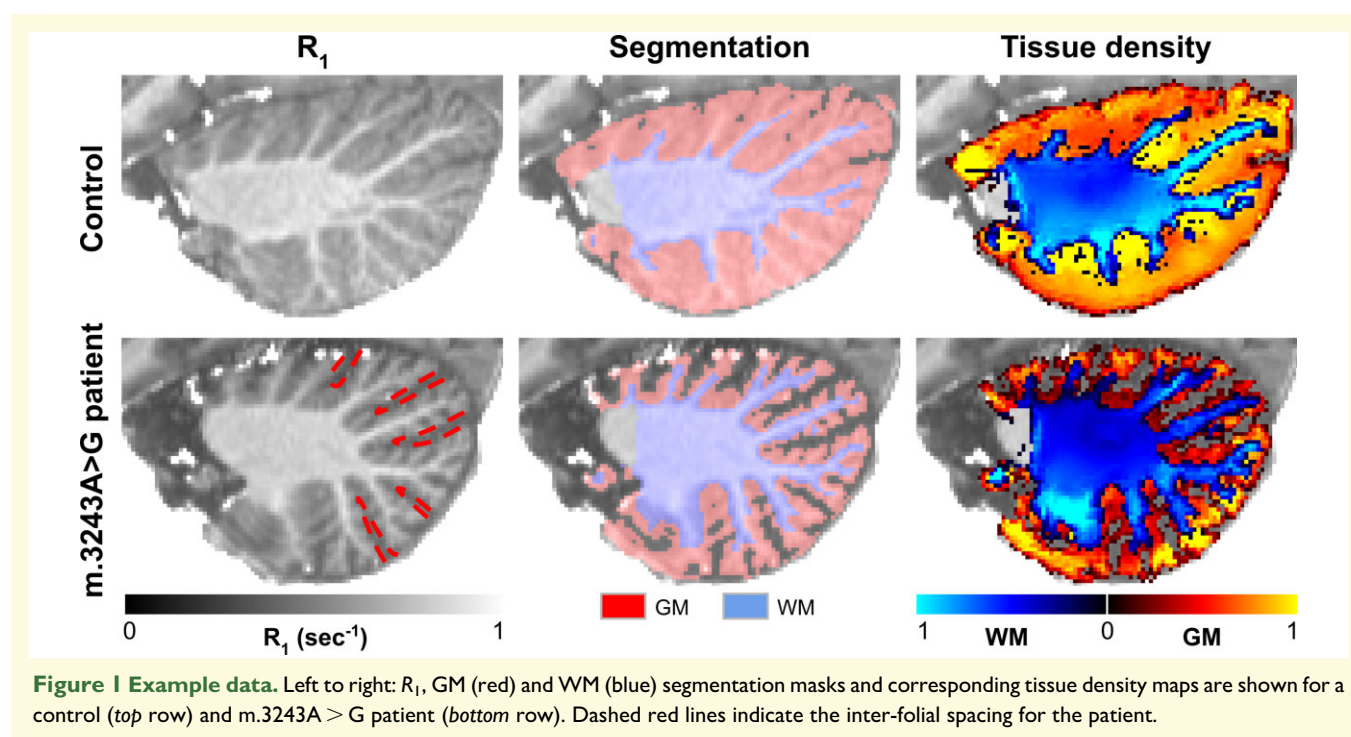 R1 Segmentation Tissue density
Control
m.3243A>G patient
GM WM
0 1
R1 (sec-1)
1 0 1
WM GM
Figure 1 Example data. Left to right: R1, GM (red) and WM (blue) segmentation masks and corresponding tissue density maps are shown for a
control (top row) and m.3243A > G patient (bottom row). Dashed red lines indicate the inter-folial spacing for the patient.